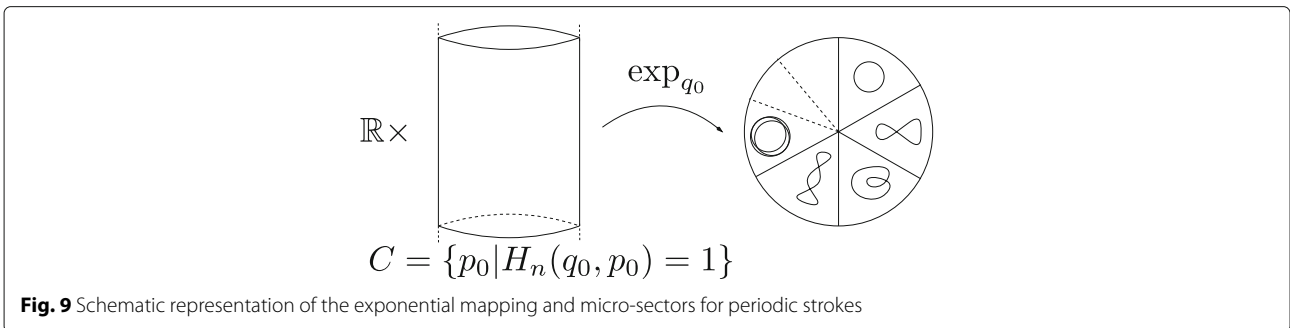 exp_{q_0}
ℝ×
C = {p_0|H_n(q_0, p_0) = 1}
Fig. 9 Schematic representation of the exponential mapping and micro-sectors for periodic strokes